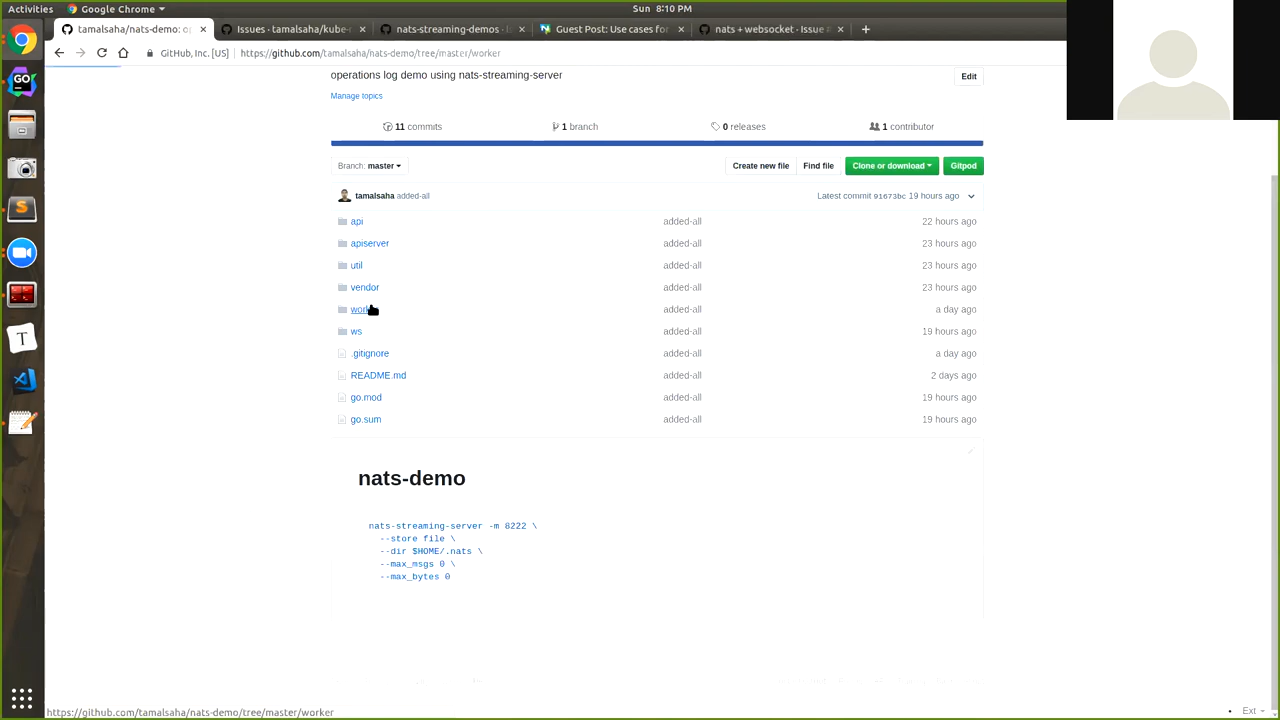 Activities
Google Chrome
Sun 8:10 PM
tamalsaha/nats-demo: op
Issues · tamalsaha/kube-
nats-streaming-demos · Is
Guest Post: Use cases for
nats + websocket · Issue
GitHub, Inc. [US]
https://github.com/tamalsaha/nats-demo/tree/master/worker
operations log demo using nats-streaming-server
Edit
Manage topics
11 commits
1 branch
0 releases
1 contributor
Branch: master
Create new file
Find file
Clone or download
Gitpod
tamalsaha added-all
Latest commit 91673bc 19 hours ago
api added-all 22 hours ago
apiserver added-all 23 hours ago
util added-all 23 hours ago
vendor added-all 23 hours ago
worker added-all a day ago
ws added-all 19 hours ago
.gitignore added-all a day ago
README.md added-all 2 days ago
go.mod added-all 19 hours ago
go.sum added-all 19 hours ago
nats-demo
nats-streaming-server -m 8222 \
--store file \
--dir $HOME/.nats \
--max_msgs 0 \
--max_bytes 0
https://github.com/tamalsaha/nats-demo/tree/master/worker
Ext